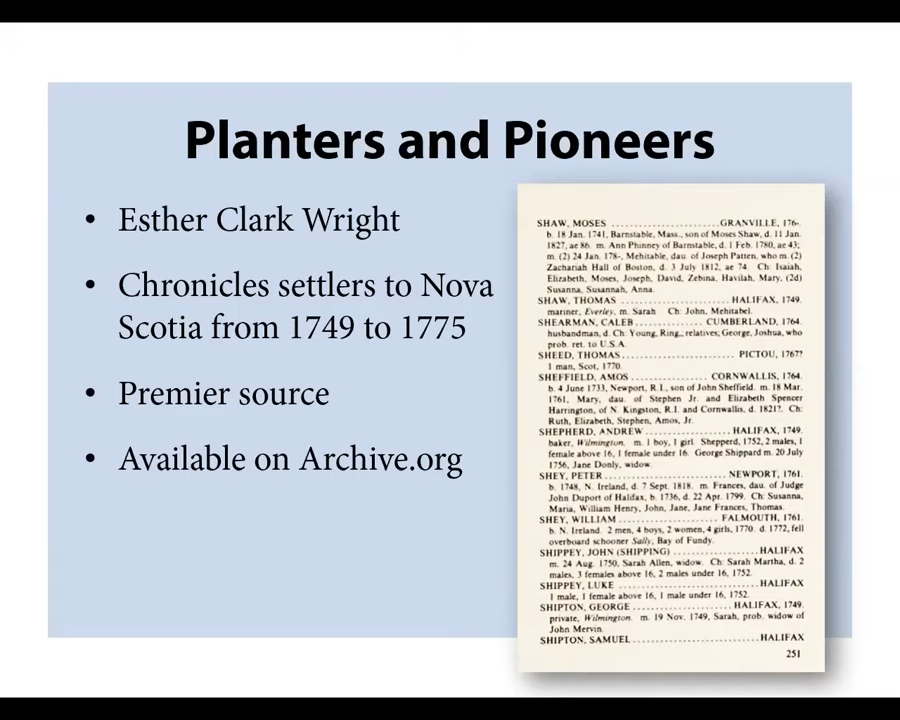 Planters and Pioneers
• Esther Clark Wright
• Chronicles settlers to Nova
Scotia from 1749 to 1775
• Premier source
• Available on Archive.org
SHAW, MOSES ..................... GRANVILLE, 176-.
b. 18 Jan. 1741, Barnstable, Mass., son of Moses Shaw, d. 11 Jan.
1827, ae 86. m. Ann Phinney of Barnstable, d. 1 Feb. 1780, ae 43;
m. (2) 24 Jan. 178-, Mehitable, dau. of Joseph Patten, who m. (2)
Zachariah Hall of Boston, d. 3 July 1812, ae 74. Ch: Isaiah,
Elizabeth, Moses, Joseph, David, Zebina, Havilah, Mary, (2d)
Susanna, Susannah, Anna.
SHAW, THOMAS ..................... HALIFAX, 1749.
mariner, Everley, m. Sarah Ch: John, Mehitabel.
SHEARMAN, CALEB ............... CUMBERLAND, 1764.
husbandman, d. Ch: Young, Ring, relatives; George, Joshua, who
prob. ret. to U.S.A.
SHEED, THOMAS ..................... PICTOU, 1767?
1 man, Scot, 1770.
SHEFFIELD, AMOS ............... CORNWALLIS, 1764.
b. 4 June 1733, Newport, R.I., son of John Sheffield. m. 18 Mar.
1761, Mary, dau. of Stephen Jr. and Elizabeth Spencer
Harrington, of N. Kingston, R.I. and Cornwallis, d. 1821?. Ch:
Ruth, Elizabeth, Stephen, Amos, Jr.
SHEPHERD, ANDREW ............... HALIFAX, 1749.
baker, Wilmington. m. 1 boy, 1 girl. Shepperd, 1752, 2 males, 1
female above 16, 1 female under 16. George Shippard m. 20 July
1756, Jane Donly, widow.
SHEY, PETER ..................... NEWPORT, 1761.
b. 1748, N. Ireland, d. 7 Sept. 1818. m. Frances, dau. of Judge
John Duport of Halifax, b. 1736, d. 22 Apr. 1799. Ch: Susanna,
Maria, William Henry, John, Jane, Jane Frances, Thomas.
SHEY, WILLIAM ..................... FALMOUTH, 1761.
b. N. Ireland. 2 men, 4 boys, 2 women, 4 girls, 1770. d. 1772, fell
overboard schooner Sally, Bay of Fundy.
SHIPPEY, JOHN (SHIPPING) ............... HALIFAX
m. 24 Aug. 1750, Sarah Allen, widow. Ch: Sarah Martha, d. 2
males, 3 females above 16, 2 males under 16, 1752.
SHIPPEY, LUKE ..................... HALIFAX
1 male, 1 female above 16, 1 male under 16, 1752.
SHIPTON, GEORGE ............... HALIFAX, 1749.
private, Wilmington. m. 19 Nov. 1749, Sarah, prob. widow of
John Mervin.
SHIPTON, SAMUEL ..................... HALIFAX
251